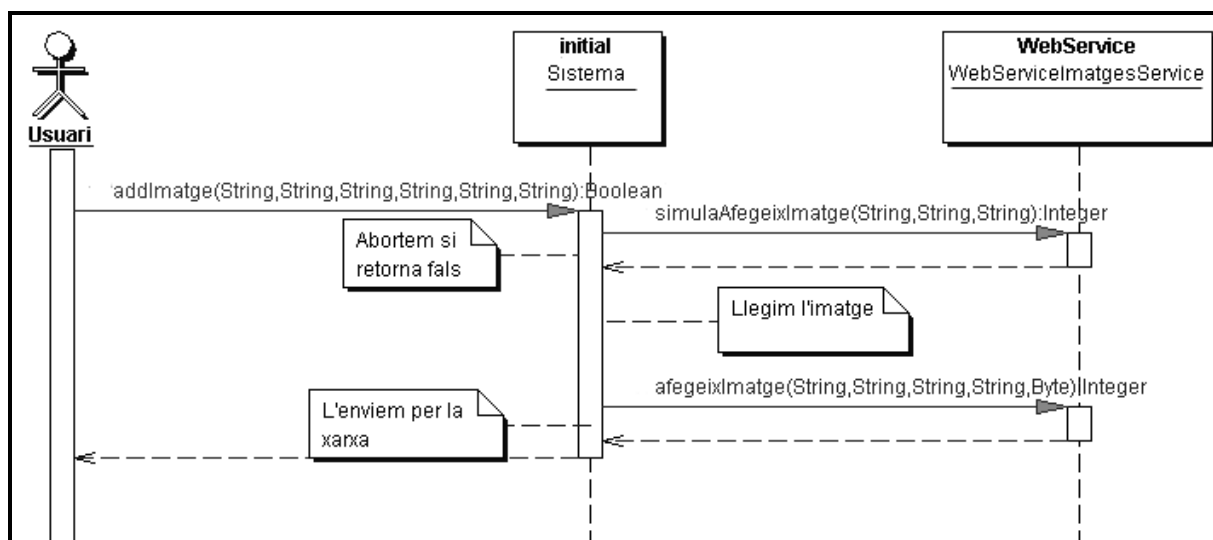 initial
Sistema
WebService
WebServiceImatgesService
Usuari
addImatge(String,String,String,String,String,String):Boolean
simulaAfegeixImatge(String,String,String):Integer
Abortem si
retorna fals
Llegim l'imatge
afegeixImatge(String,String,String,String,Byte):Integer
L'enviem per la
xarxa